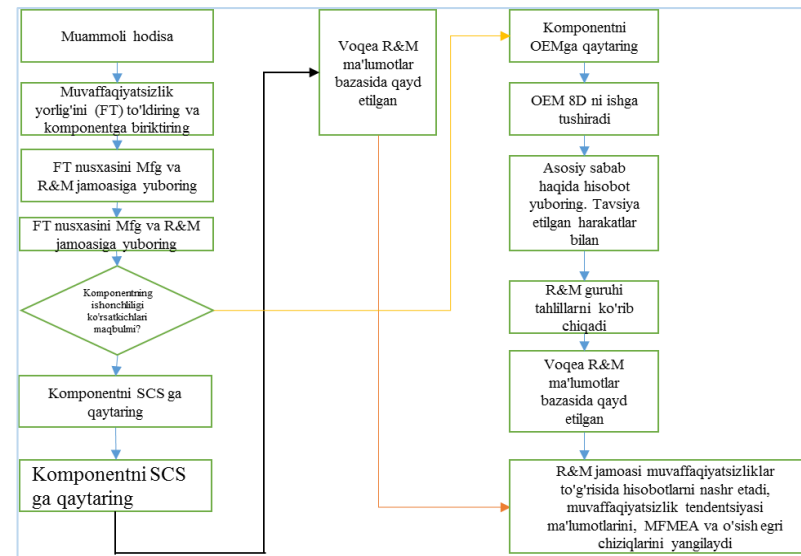 Muammoli hodisa
Muvaffaqiyatsizlik
yorlig'ini (FT) to'ldiring va
komponentga biriktiring
FT nusxasini Mfg va
R&M jamoasiga yuboring
FT nusxasini Mfg va R&M
jamoasiga yuboring
Komponentning
ishonchliligi
ko'rsatkichlari
maqbulmi?
Komponentni SCS ga
qaytaring
Komponentni SCS
ga qaytaring
Voqea R&M
ma'lumotlar
bazasida qayd
etilgan
Komponentni
OEMga qaytaring
OEM 8D ni ishga
tushiradi
Asosiy sabab
haqida hisobot
yuboring. Tavsiya
etilgan harakatlar
bilan
R&M guruhi
tahlillarni ko'rib
chiqadi
Voqea R&M
ma'lumotlar
bazasida qayd
etilgan
R&M jamoasi muvaffaqiyatsizliklar
to'g'risida hisobotlarni nashr etadi,
muvaffaqiyatsizlik tendentsiyasi
ma'lumotlarini, MFMEA va o'sish egri
chiziqlarini yangilaydi